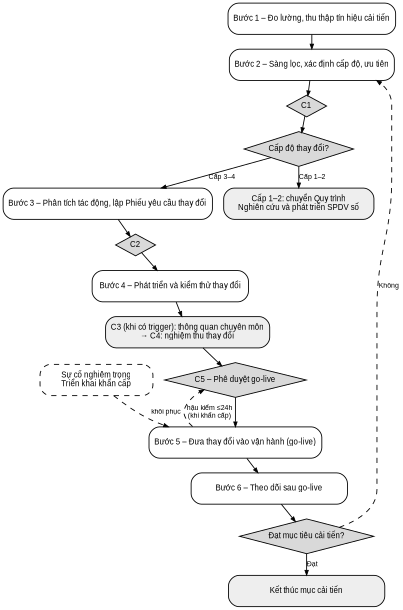 Bước 1 – Đo lường, thu thập tín hiệu cải tiến
Bước 2 – Sàng lọc, xác định cấp độ, ưu tiên
C1
Cấp độ thay đổi?
Cấp 3–4
Cấp 1–2
Bước 3 – Phân tích tác động, lập Phiếu yêu cầu thay đổi
Cấp 1–2: chuyển Quy trình
Nghiên cứu và phát triển SPDV số
C2
Bước 4 – Phát triển và kiểm thử thay đổi
Không
C3 (khi có trigger): thông quan chuyên môn
→ C4: nghiệm thu thay đổi
Sự cố nghiêm trọng
Triển khai khẩn cấp
C5 – Phê duyệt go-live
khôi phục
hậu kiểm ≤24h
(khi khẩn cấp)
Bước 5 – Đưa thay đổi vào vận hành (go-live)
Bước 6 – Theo dõi sau go-live
Đạt mục tiêu cải tiến?
Đạt
Kết thúc mục cải tiến